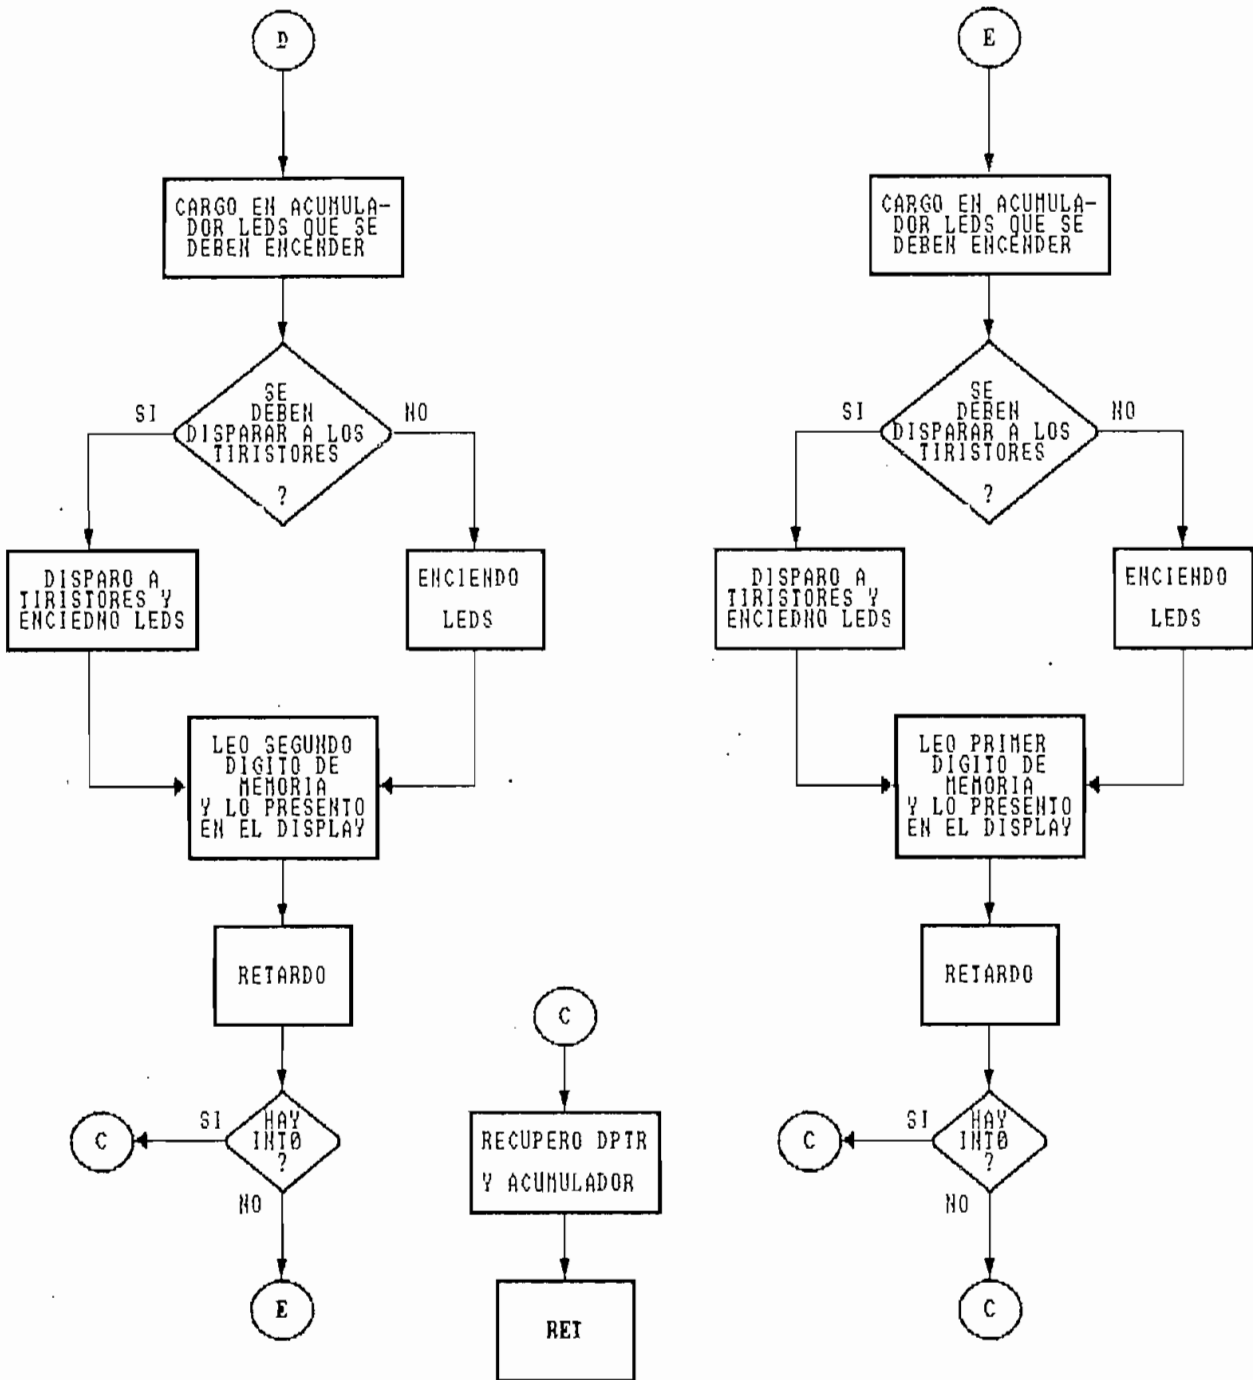 D
CARGO EN ACUMULA-
DOR LEDS QUE SE
DEBEN ENCENDER
SE
DEBEN
DISPARAR A LOS
TIRISTORES
?
SI
NO
DISPARO A
TIRISTORES Y
ENCIEDNO LEDS
ENCIENDO
LEDS
LEO SEGUNDO
DIGITO DE
MEMORIA
Y LO PRESENTO
EN EL DISPLAY
RETARDO
HAY
INT0
?
SI
C
NO
E
C
RECUPERO DPTR
Y ACUMULADOR
RET
E
CARGO EN ACUMULA-
DOR LEDS QUE SE
DEBEN ENCENDER
SE
DEBEN
DISPARAR A LOS
TIRISTORES
?
SI
NO
DISPARO A
TIRISTORES Y
ENCIEDNO LEDS
ENCIENDO
LEDS
LEO PRIMER
DIGITO DE
MEMORIA
Y LO PRESENTO
EN EL DISPLAY
RETARDO
HAY
INT0
?
SI
C
NO
C